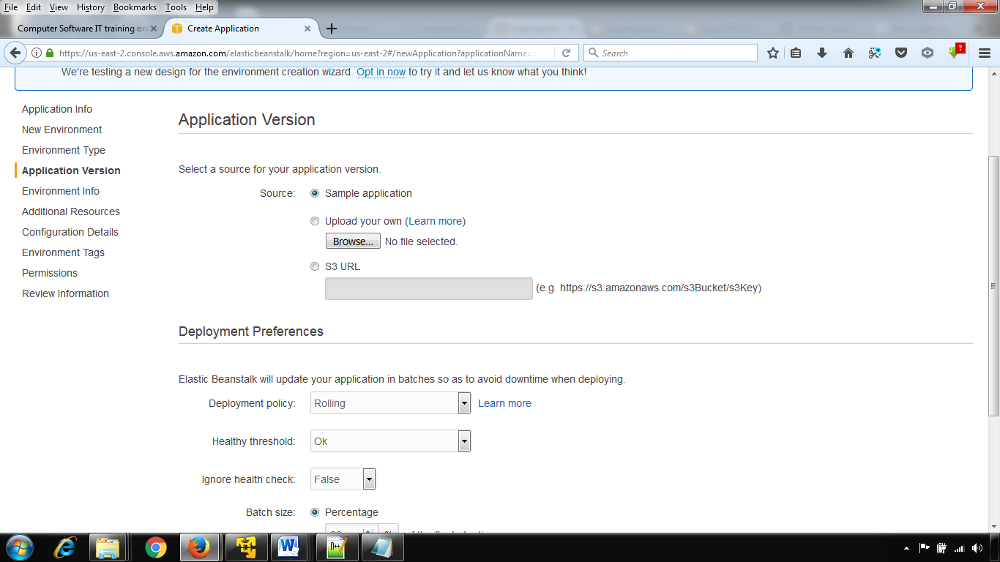 File Edit View History Bookmarks Tools Help
Computer Software IT training on
Create Application
https://us-east-2.console.aws.amazon.com/elasticbeanstalk/home?region=us-east-2#/newApplication?applicationName=
Search
We're testing a new design for the environment creation wizard. Opt in now to try it and let us know what you think!
Application Info
New Environment
Environment Type
Application Version
Environment Info
Additional Resources
Configuration Details
Environment Tags
Permissions
Review Information
Application Version
Select a source for your application version.
Source: Sample application
Upload your own (Learn more)
Browse... No file selected.
S3 URL
(e.g. https://s3.amazonaws.com/s3Bucket/s3Key)
Deployment Preferences
Elastic Beanstalk will update your application in batches so as to avoid downtime when deploying.
Deployment policy: Rolling Learn more
Healthy threshold: Ok
Ignore health check: False
Batch size: Percentage